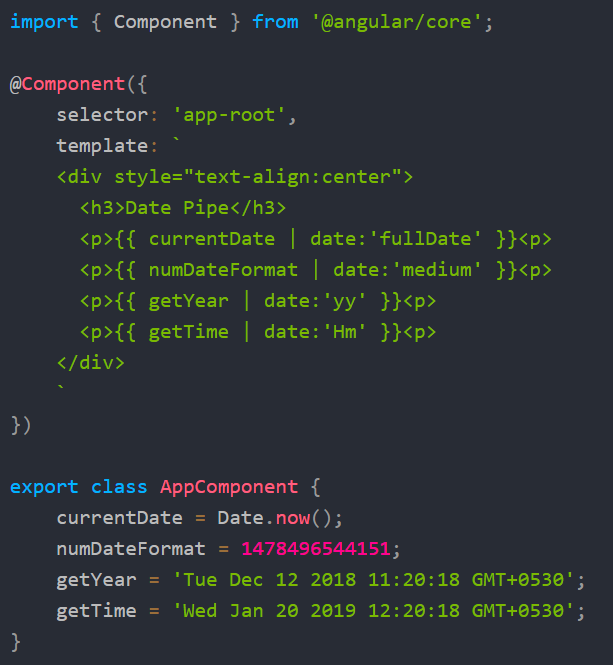 import { Component } from '@angular/core';
@Component({
selector: 'app-root',
template: `
<div style="text-align:center">
<h3>Date Pipe</h3>
<p>{{ currentDate | date:'fullDate' }}<p>
<p>{{ numDateFormat | date:'medium' }}<p>
<p>{{ getYear | date:'yy' }}<p>
<p>{{ getTime | date:'Hm' }}<p>
</div>
`
})
export class AppComponent {
currentDate = Date.now();
numDateFormat = 1478496544151;
getYear = 'Tue Dec 12 2018 11:20:18 GMT+0530';
getTime = 'Wed Jan 20 2019 12:20:18 GMT+0530';
}